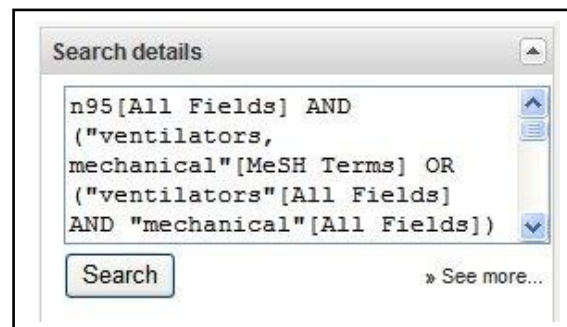 Search details
n95[All Fields] AND
("ventilators,
mechanical"[MeSH Terms] OR
("ventilators"[All Fields]
AND "mechanical"[All Fields])
Search
» See more...